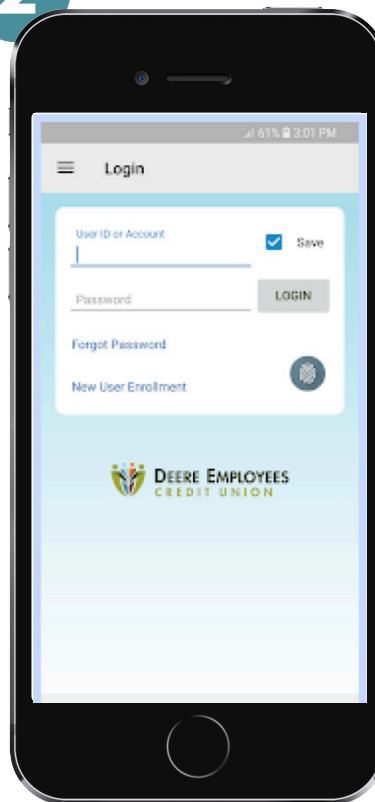 2
61% 3:01 PM
Login
User ID or Account
Save
Password
LOGIN
Forgot Password
New User Enrollment
DEERE EMPLOYEES
CREDIT UNION